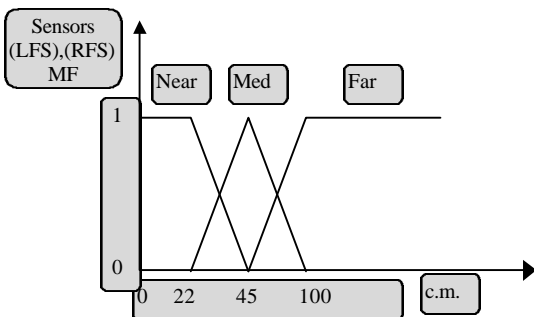 Sensors
(LFS),(RFS)
MF
Near Med Far
1
0
0 22 45 100 c.m.